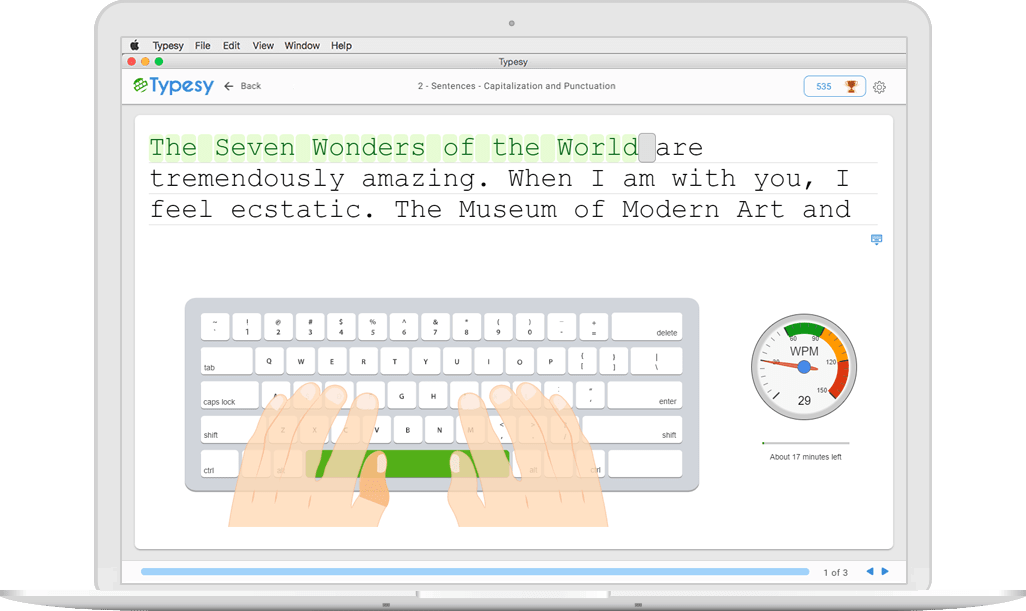 Typesy File Edit View Window Help
Typesy
Typesy Back
2 - Sentences - Capitalization and Punctuation
535
The Seven Wonders of the World are
tremendously amazing. When I am with you, I
feel ecstatic. The Museum of Modern Art and
~ ! @ # $ % ^ & * ( ) - +
` 1 2 3 4 5 6 7 8 9 0 - = delete
tab Q W E R T Y U I O P { [ } ] | \
caps lock A G H : " , enter
shift Z X C V B N M < , shift
ctrl alt alt ctrl
60 90
WPM
120
150
29
About 17 minutes left
1 of 3